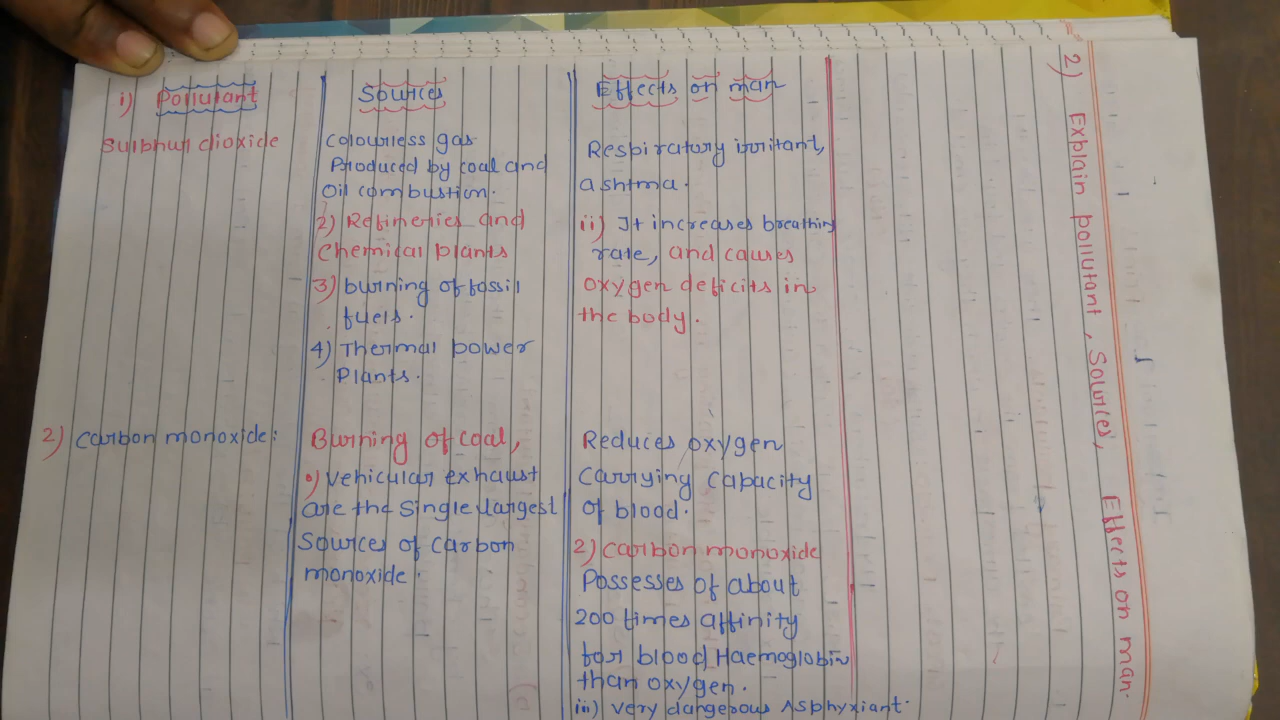 2) Explain pollutant, Sources, Effects on man.
i) Pollutant
Sulphur dioxide
2) Carbon monoxide:
Sources
Colourless gas
Produced by coal and
Oil combustion.
2) Refineries and
Chemical plants
3) burning of fossil
fuels.
4) Thermal power
Plants.
Burning of coal,
•) vehicular exhaust
are the single largest
Sources of carbon
monoxide.
Effects on man
Respiratory irritant,
ashtma.
ii) It increases breathing
rate, and causes
oxygen deficits in
the body.
Reduces oxygen
Carrying Capacity
Of blood.
2) Carbon monoxide
Possesses of about
200 times affinity
for blood Haemoglobin
than oxygen.
iii) very dangerous Asphyxiant.